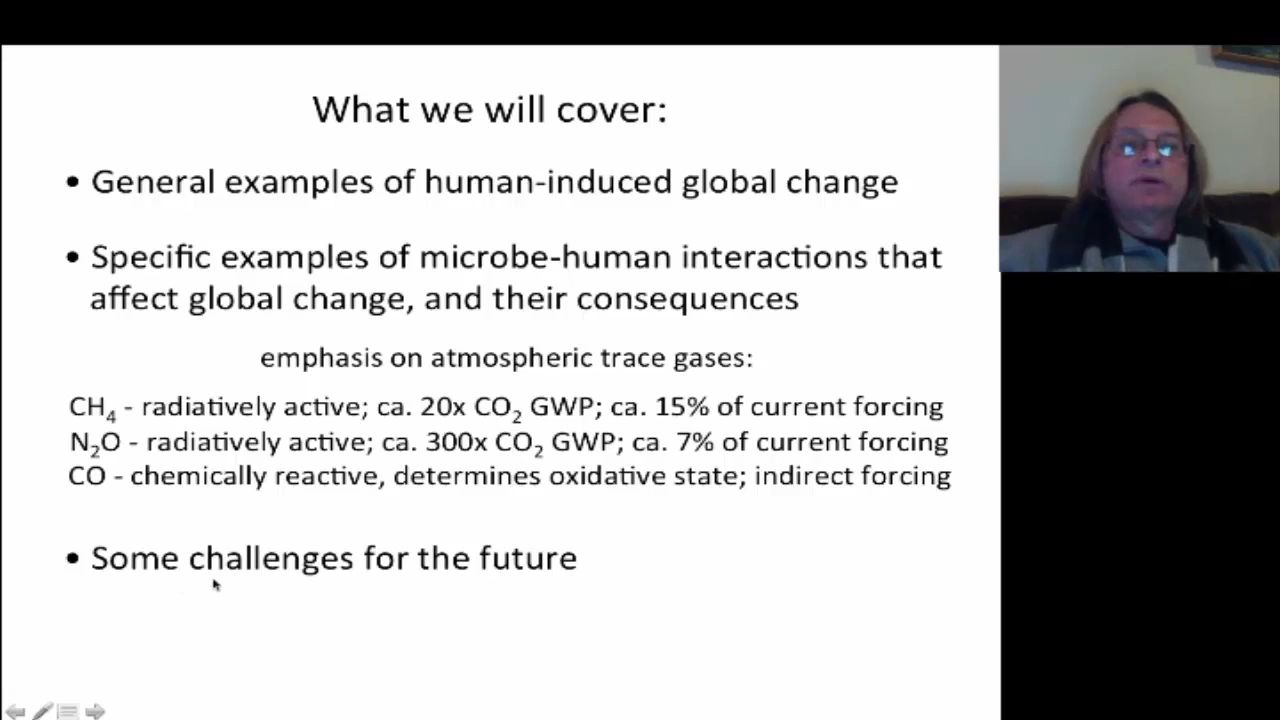 What we will cover:
• General examples of human-induced global change
• Specific examples of microbe-human interactions that
affect global change, and their consequences
emphasis on atmospheric trace gases:
CH₄ - radiatively active; ca. 20x CO₂ GWP; ca. 15% of current forcing
N₂O - radiatively active; ca. 300x CO₂ GWP; ca. 7% of current forcing
CO - chemically reactive, determines oxidative state; indirect forcing
• Some challenges for the future